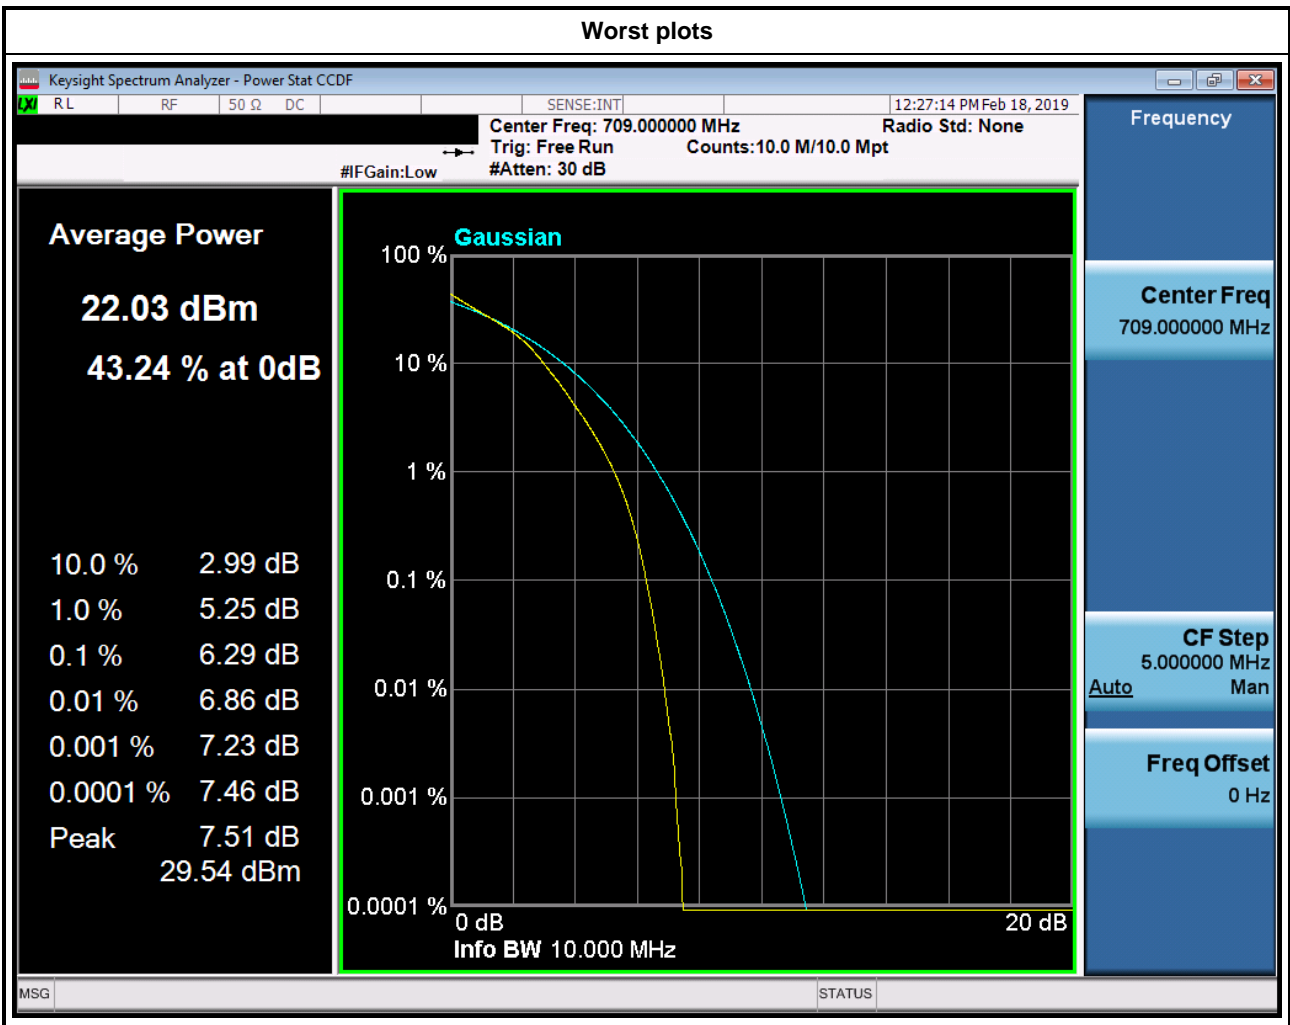 Worst plots
Keysight Spectrum Analyzer - Power Stat CCDF
LXI RL RF 50 Ω DC SENSE:INT 12:27:14 PM Feb 18, 2019
Center Freq: 709.000000 MHz Radio Std: None
Trig: Free Run Counts:10.0 M/10.0 Mpt
#IFGain:Low #Atten: 30 dB
Frequency
Average Power
22.03 dBm
43.24 % at 0dB
10.0 % 2.99 dB
1.0 % 5.25 dB
0.1 % 6.29 dB
0.01 % 6.86 dB
0.001 % 7.23 dB
0.0001 % 7.46 dB
Peak 7.51 dB
29.54 dBm
Gaussian
100 %
10 %
1 %
0.1 %
0.01 %
0.001 %
0.0001 %
0 dB 20 dB
Info BW 10.000 MHz
Center Freq
709.000000 MHz
CF Step
5.000000 MHz
Auto Man
Freq Offset
0 Hz
MSG STATUS